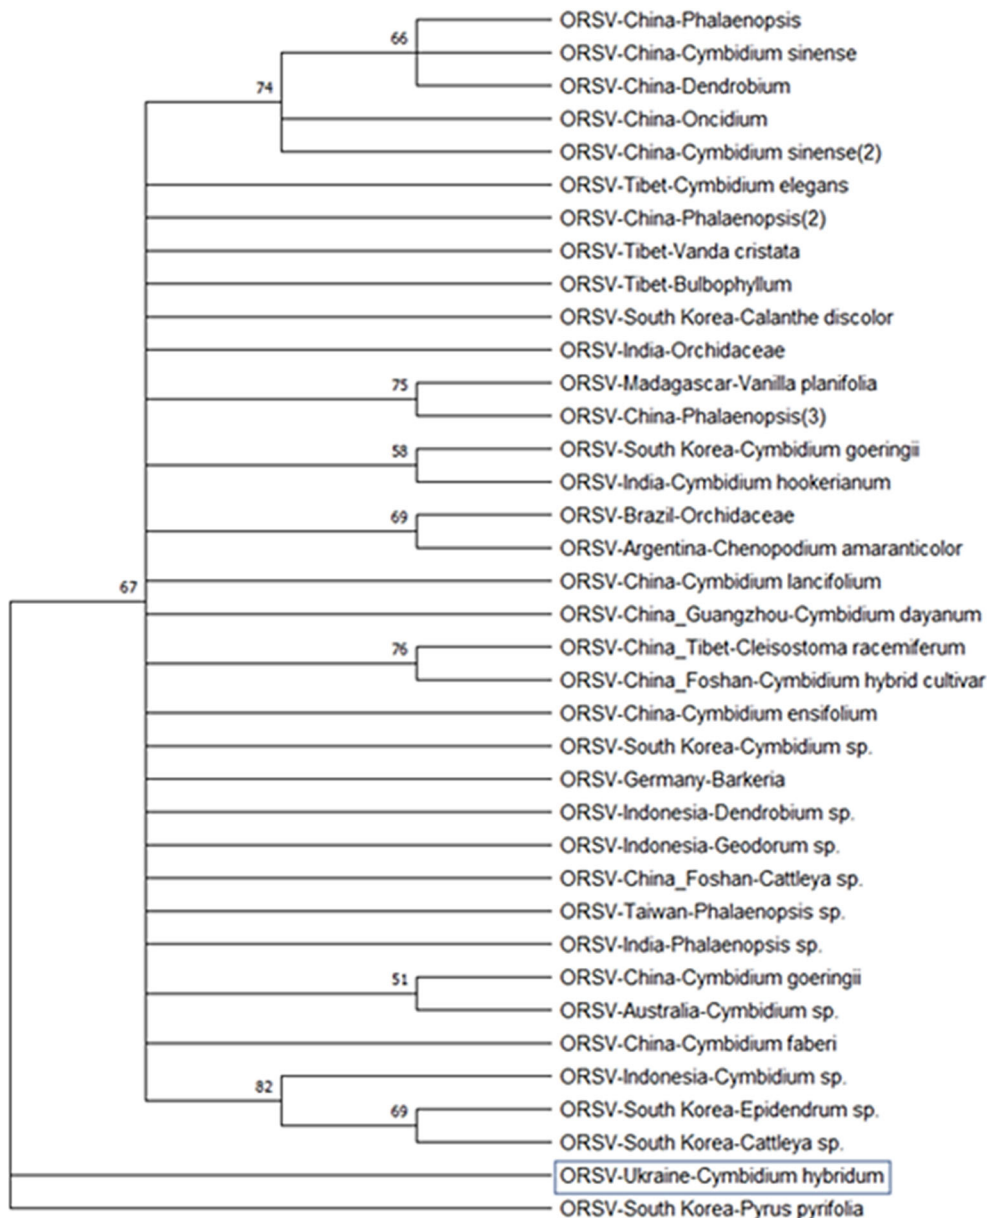 ORSV-China-Phalaenopsis
66
ORSV-China-Cymbidium sinense
ORSV-China-Dendrobium
74
ORSV-China-Oncidium
ORSV-China-Cymbidium sinense(2)
ORSV-Tibet-Cymbidium elegans
ORSV-China-Phalaenopsis(2)
ORSV-Tibet-Vanda cristata
ORSV-Tibet-Bulbophyllum
ORSV-South Korea-Calanthe discolor
ORSV-India-Orchidaceae
75
ORSV-Madagascar-Vanilla planifolia
ORSV-China-Phalaenopsis(3)
58
ORSV-South Korea-Cymbidium goeringii
ORSV-India-Cymbidium hookerianum
69
ORSV-Brazil-Orchidaceae
ORSV-Argentina-Chenopodium amaranticolor
ORSV-China-Cymbidium lancifolium
67
ORSV-China_Guangzhou-Cymbidium dayanum
76
ORSV-China_Tibet-Cleisostoma racemiferum
ORSV-China_Foshan-Cymbidium hybrid cultivar
ORSV-China-Cymbidium ensifolium
ORSV-South Korea-Cymbidium sp.
ORSV-Germany-Barkeria
ORSV-Indonesia-Dendrobium sp.
ORSV-Indonesia-Geodorum sp.
ORSV-China_Foshan-Cattleya sp.
ORSV-Taiwan-Phalaenopsis sp.
ORSV-India-Phalaenopsis sp.
51
ORSV-China-Cymbidium goeringii
ORSV-Australia-Cymbidium sp.
ORSV-China-Cymbidium faberi
82
ORSV-Indonesia-Cymbidium sp.
69
ORSV-South Korea-Epidendrum sp.
ORSV-South Korea-Cattleya sp.
ORSV-Ukraine-Cymbidium hybridum
ORSV-South Korea-Pyrus pyrifolia